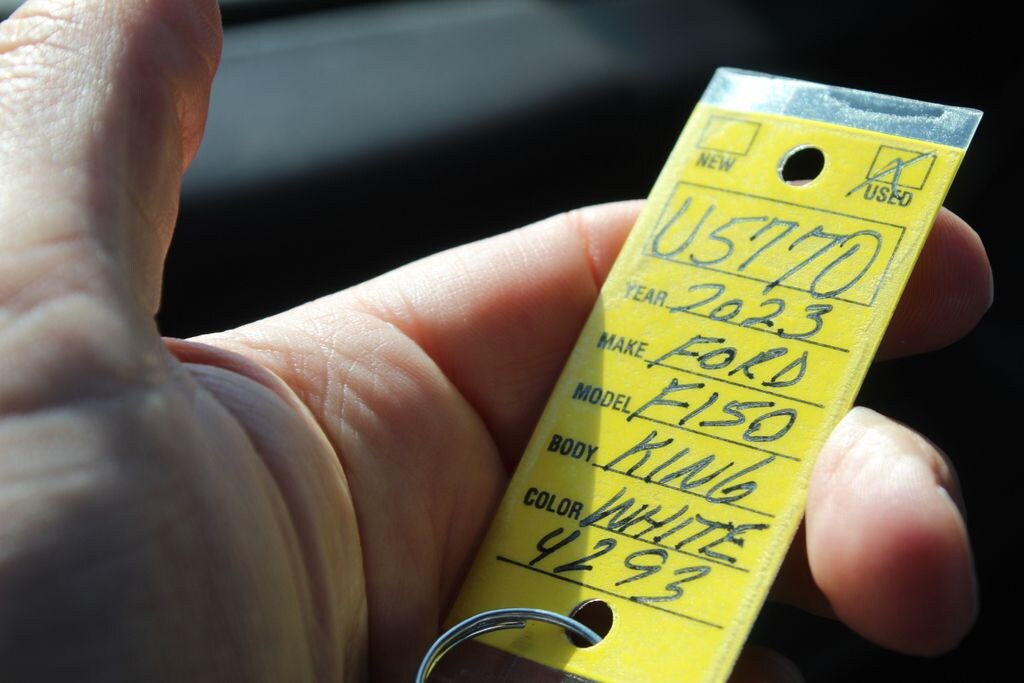 NEW USED
U5770
YEAR 2023
MAKE FORD
MODEL F150
BODY KING
COLOR WHITE
4293